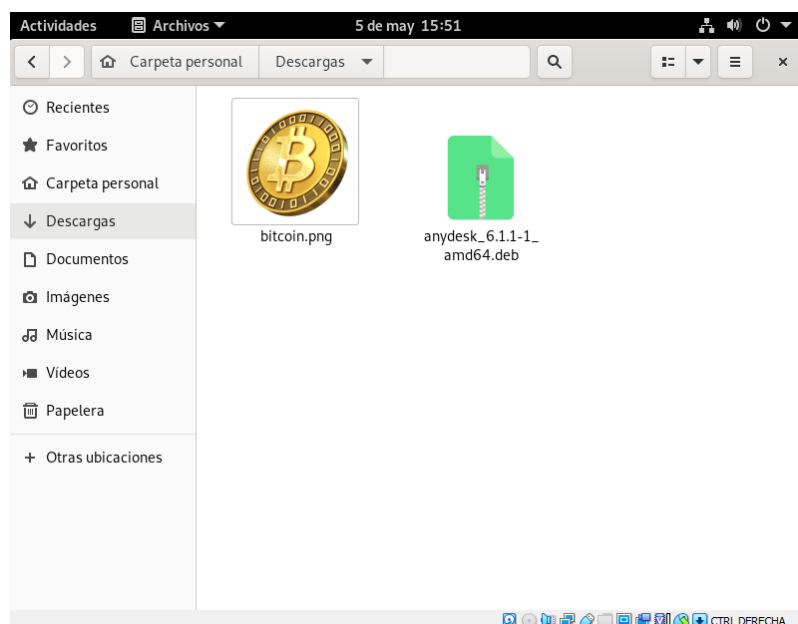 Actividades
Archivos
5 de may 15:51
Carpeta personal
Descargas
Recientes
Favoritos
Carpeta personal
Descargas
Documentos
Imágenes
Música
Vídeos
Papelera
Otras ubicaciones
bitcoin.png
anydesk_6.1.1-1_
amd64.deb
CTRL DERECHA